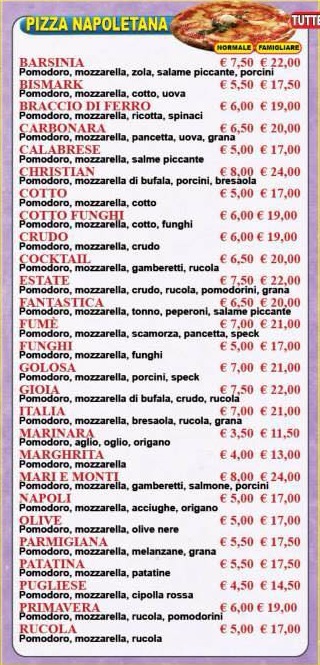 PIZZA NAPOLETANA
TUTTE
NORMALE FAMIGLIARE
BARSINIA € 7,50 € 22,00
Pomodoro, mozzarella, zola, salame piccante, porcini
BISMARK € 5,50 € 17,50
Pomodoro, mozzarella, cotto, uova
BRACCIO DI FERRO € 6,00 € 19,00
Pomodoro, mozzarella, ricotta, spinaci
CARBONARA € 6,50 € 20,00
Pomodoro, mozzarella, pancetta, uova, grana
CALABRESE € 5,00 € 17,00
Pomodoro, mozzarella, salme piccante
CHRISTIAN € 8,00 € 24,00
Pomodoro, mozzarella di bufala, porcini, bresaola
COTTO € 5,00 € 17,00
Pomodoro, mozzarella, cotto
COTTO FUNGHI € 6,00 € 19,00
Pomodoro, mozzarella, cotto, funghi
CRUDO € 6,00 € 19,00
Pomodoro, mozzarella, crudo
COCKTAIL € 6,50 € 20,00
Pomodoro, mozzarella, gamberetti, rucola
ESTATE € 7,50 € 22,00
Pomodoro, mozzarella, crudo, rucola, pomodorini, grana
FANTASTICA € 6,50 € 20,00
Pomodoro, mozzarella, tonno, peperoni, salame piccante
FUMÈ € 7,00 € 21,00
Pomodoro, mozzarella, scamorza, pancetta, speck
FUNGHI € 5,00 € 17,00
Pomodoro, mozzarella, funghi
GOLOSA € 7,00 € 21,00
Pomodoro, mozzarella, porcini, speck
GIOIA € 7,50 € 22,00
Pomodoro, mozzarella di bufala, crudo, rucola
ITALIA € 7,00 € 21,00
Pomodoro, mozzarella, bresaola, rucola, grana
MARINARA € 3,50 € 11,50
Pomodoro, aglio, oglio, origano
MARGHRITA € 4,00 € 13,00
Pomodoro, mozzarella
MARI E MONTI € 8,00 € 24,00
Pomodoro, mozzarella, gamberetti, salmone, porcini
NAPOLI € 5,00 € 17,00
Pomodoro, mozzarella, acciughe, origano
OLIVE € 5,00 € 17,00
Pomodoro, mozzarella, olive nere
PARMIGIANA € 5,50 € 17,50
Pomodoro, mozzarella, melanzane, grana
PATATINA € 5,50 € 17,50
Pomodoro, mozzarella, patatine
PUGLIESE € 4,50 € 14,50
Pomodoro, mozzarella, cipolla rossa
PRIMAVERA € 6,00 € 19,00
Pomodoro, mozzarella, rucola, pomodorini
RUCOLA € 5,00 € 17,00
Pomodoro, mozzarella, rucola